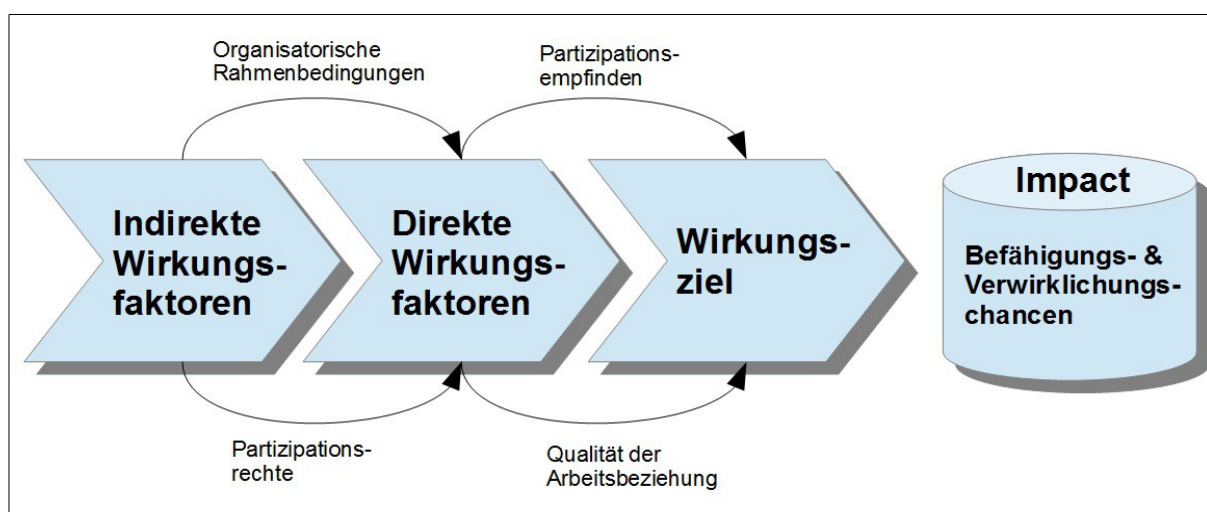 Organisatorische
Rahmenbedingungen
Partizipations-
empfinden
Indirekte
Wirkungs-
faktoren
Direkte
Wirkungs-
faktoren
Wirkungs-
ziel
Impact
Befähigungs- &
Verwirklichungs-
chancen
Partizipations-
rechte
Qualität der
Arbeitsbeziehung